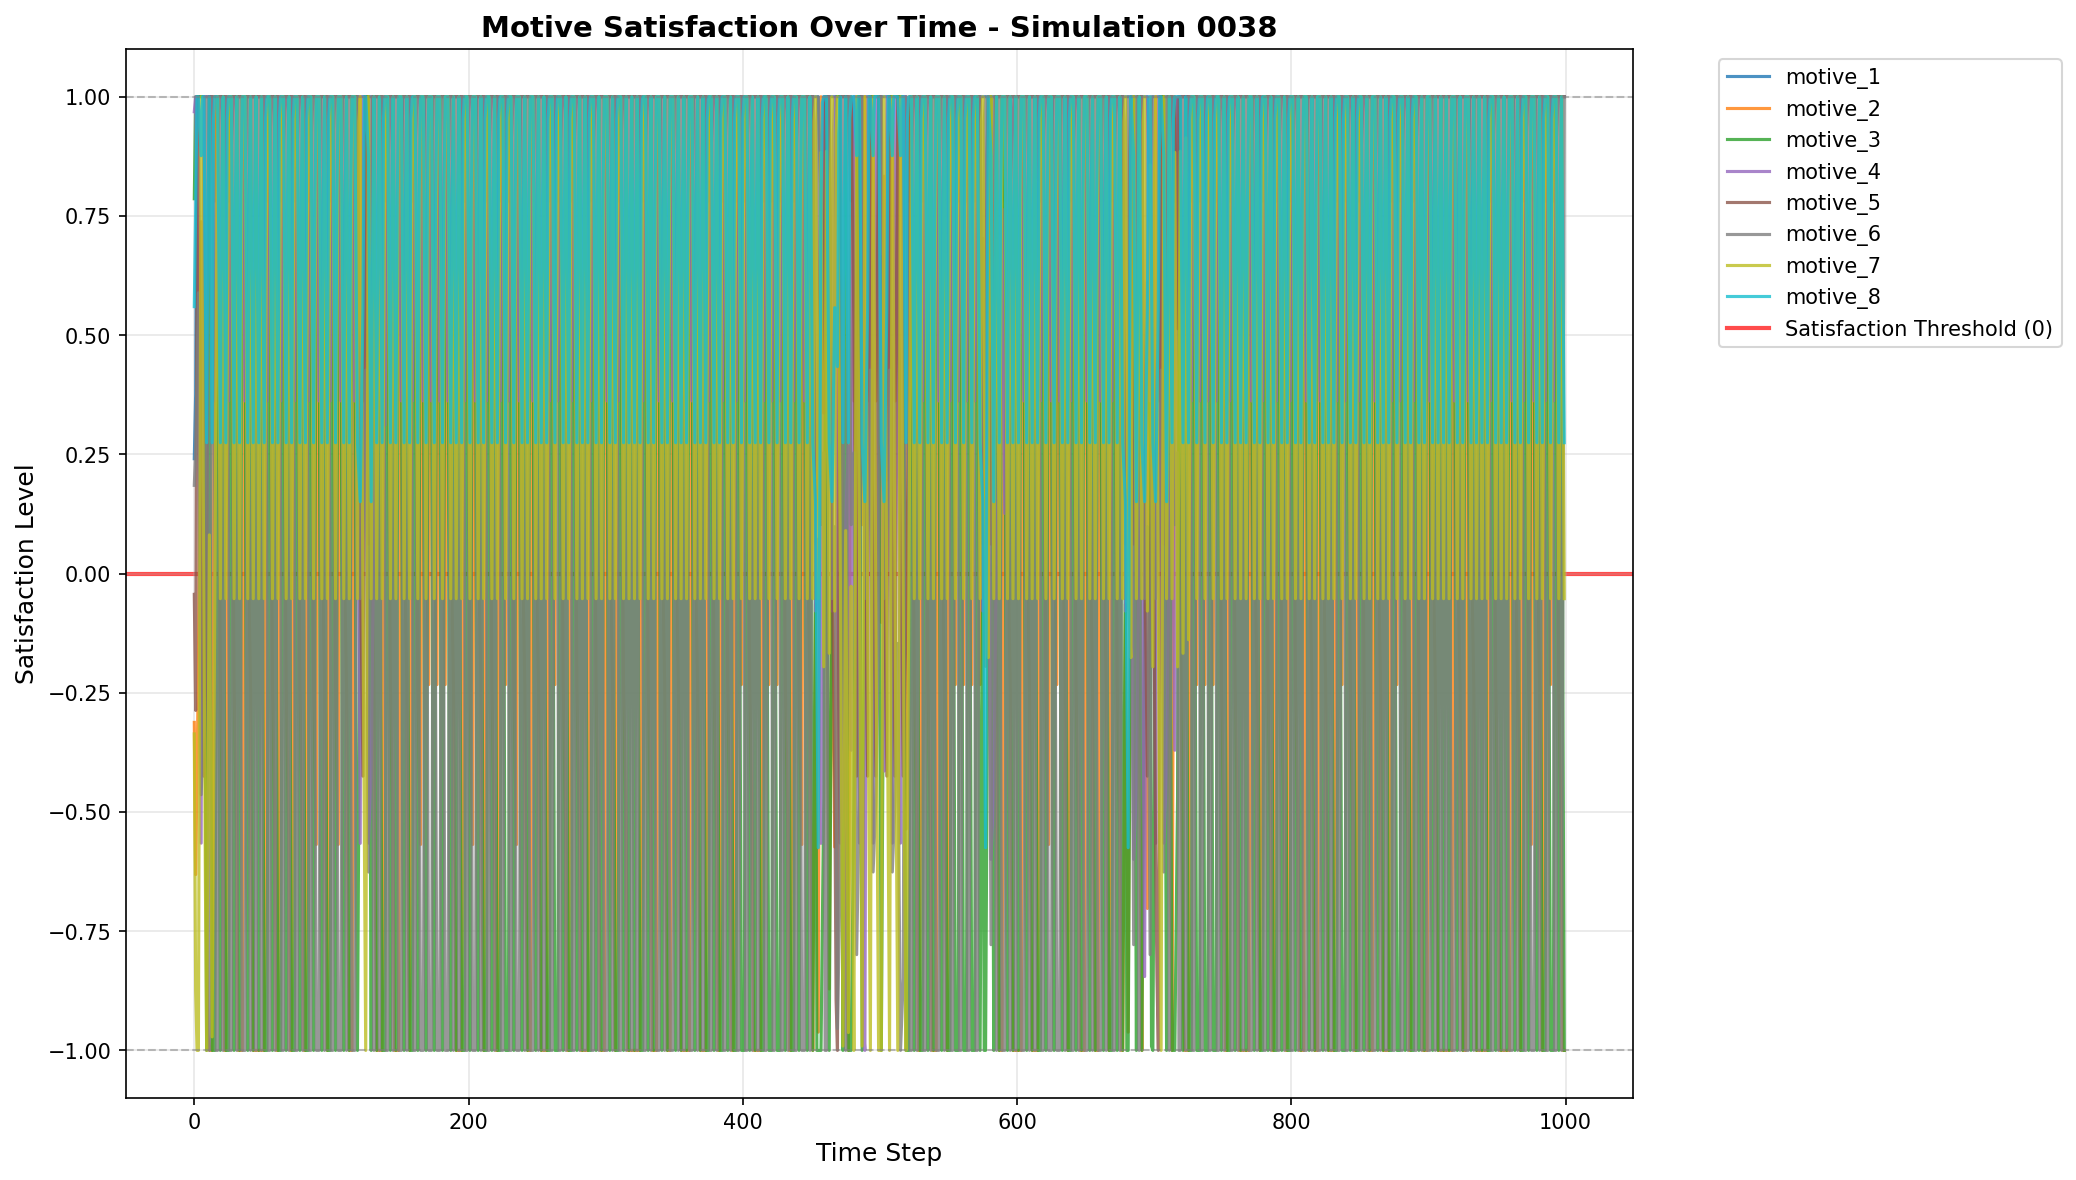 Motive Satisfaction Over Time - Simulation 0038
Satisfaction Level
1.00
0.75
0.50
0.25
0.00
−0.25
−0.50
−0.75
−1.00
0
200
400
600
800
1000
Time Step
motive_1
motive_2
motive_3
motive_4
motive_5
motive_6
motive_7
motive_8
Satisfaction Threshold (0)